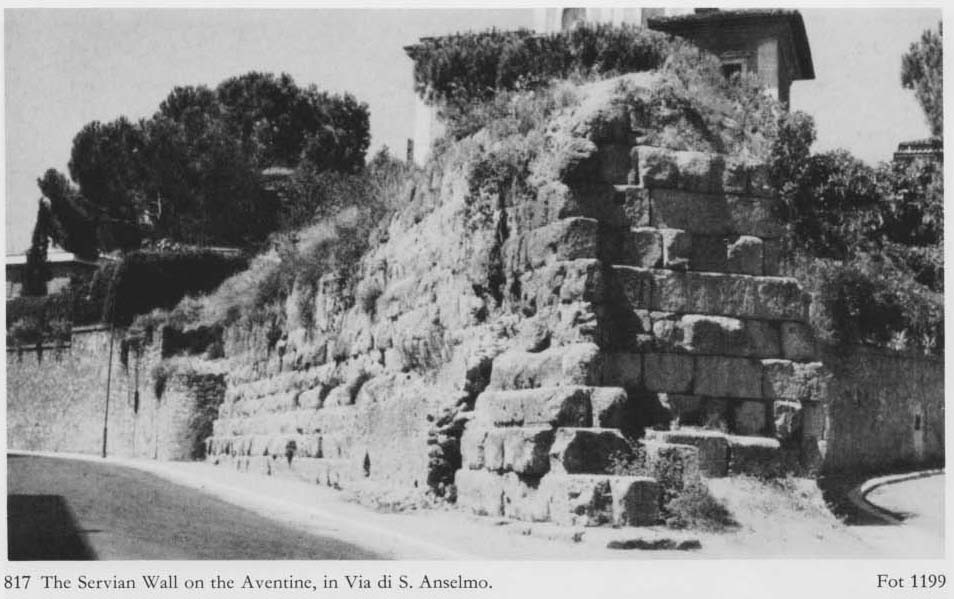 817 The Servian Wall on the Aventine, in Via di S. Anselmo. Fot 1199